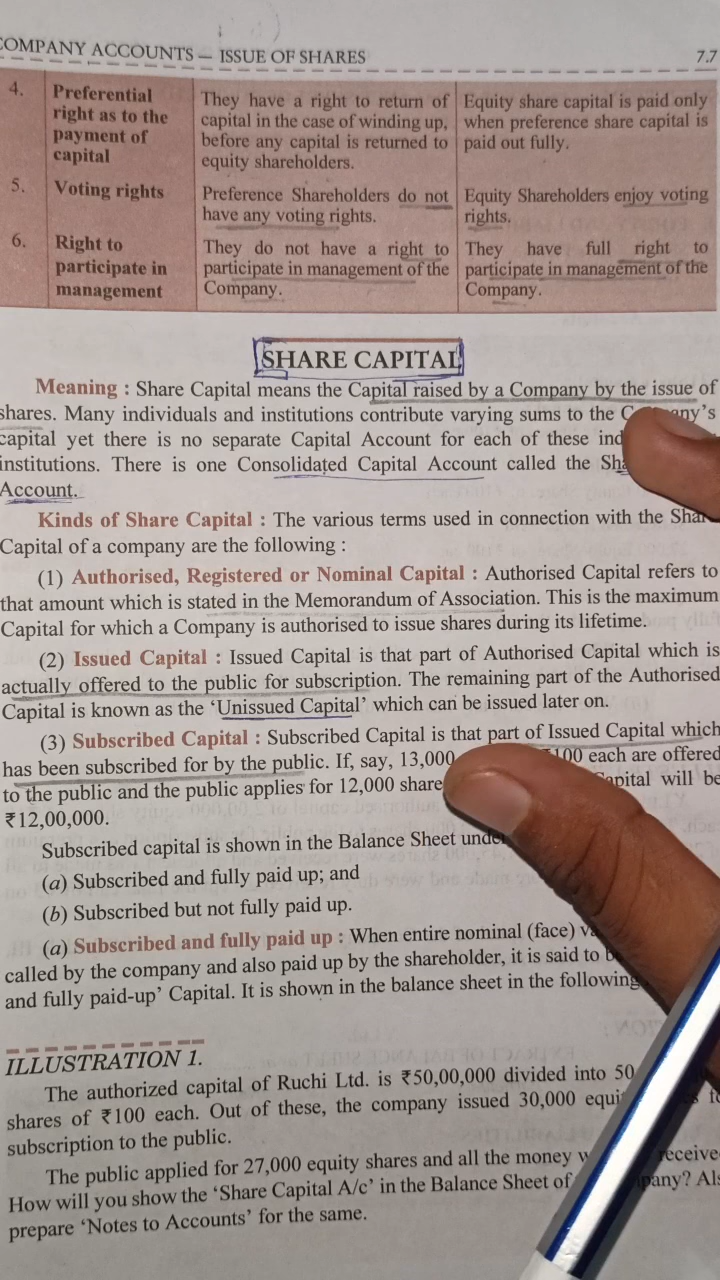 COMPANY ACCOUNTS — ISSUE OF SHARES 7.7
4. Preferential right as to the payment of capital
They have a right to return of capital in the case of winding up, before any capital is returned to equity shareholders.
Equity share capital is paid only when preference share capital is paid out fully.
5. Voting rights
Preference Shareholders do not have any voting rights.
Equity Shareholders enjoy voting rights.
6. Right to participate in management
They do not have a right to participate in management of the Company.
They have full right to participate in management of the Company.
SHARE CAPITAL
Meaning : Share Capital means the Capital raised by a Company by the issue of
shares. Many individuals and institutions contribute varying sums to the
capital yet there is no separate Capital Account for each of these
institutions. There is one Consolidated Capital Account called the
Account.
Kinds of Share Capital : The various terms used in connection with the Share
Capital of a company are the following :
(1) Authorised, Registered or Nominal Capital : Authorised Capital refers to
that amount which is stated in the Memorandum of Association. This is the maximum
Capital for which a Company is authorised to issue shares during its lifetime.
(2) Issued Capital : Issued Capital is that part of Authorised Capital which is
actually offered to the public for subscription. The remaining part of the Authorised
Capital is known as the ‘Unissued Capital’ which can be issued later on.
(3) Subscribed Capital : Subscribed Capital is that part of Issued Capital which
has been subscribed for by the public. If, say, 13,000 ₹100 each are offered
to the public and the public applies for 12,000 Capital will be
₹12,00,000.
Subscribed capital is shown in the Balance Sheet under
(a) Subscribed and fully paid up; and
(b) Subscribed but not fully paid up.
(a) Subscribed and fully paid up : When entire nominal (face)
called by the company and also paid up by the shareholder, it is said to
and fully paid-up’ Capital. It is shown in the balance sheet in the following
ILLUSTRATION 1.
The authorized capital of Ruchi Ltd. is ₹50,00,000 divided into
shares of ₹100 each. Out of these, the company issued 30,000
subscription to the public.
The public applied for 27,000 equity shares and all the money
How will you show the ‘Share Capital A/c’ in the Balance Sheet of
prepare ‘Notes to Accounts’ for the same.